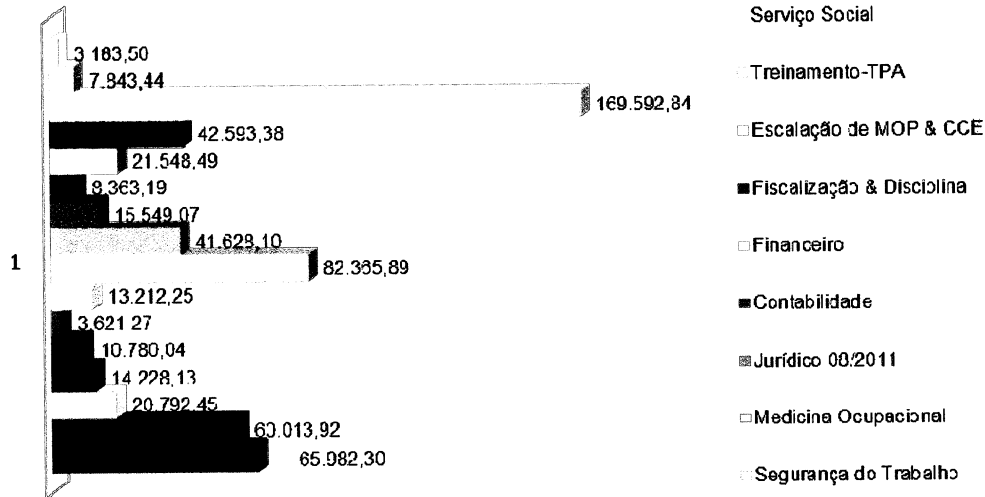 3 183,50
7.843,44
169.592,84
42.593,38
21.548,49
8.363,19
15.549,07
41.628,10
1
82.365,89
13.212,25
3.621 27
10.780,04
14 228,13
20.792,45
60.013,92
65.982,30
Serviço Social
Treinamento-TPA
Escalação de MOP & CCE
Fiscalização & Disciplina
Financeiro
Contabilidade
Jurídico 08/2011
Medicina Ocupacional
Segurança do Trabalho